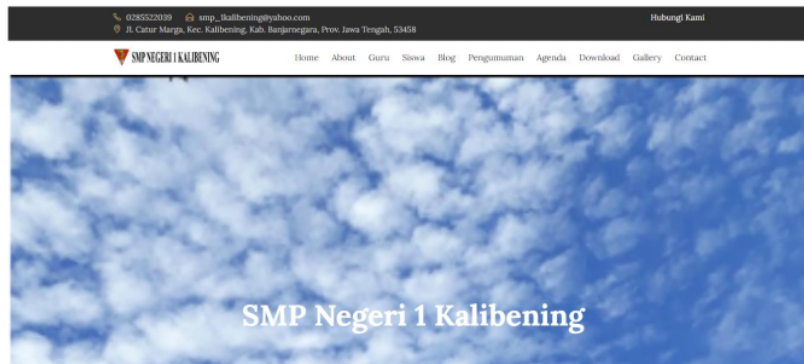 0285522039 smp_1kalibening@yahoo.com Hubungi Kami
Jl. Catur Marga, Kec. Kalibening, Kab. Banjarnegara, Prov. Jawa Tengah, 53458
SMP NEGERI 1 KALIBENING Home About Guru Siswa Blog Pengumuman Agenda Download Gallery Contact
SMP Negeri 1 Kalibening